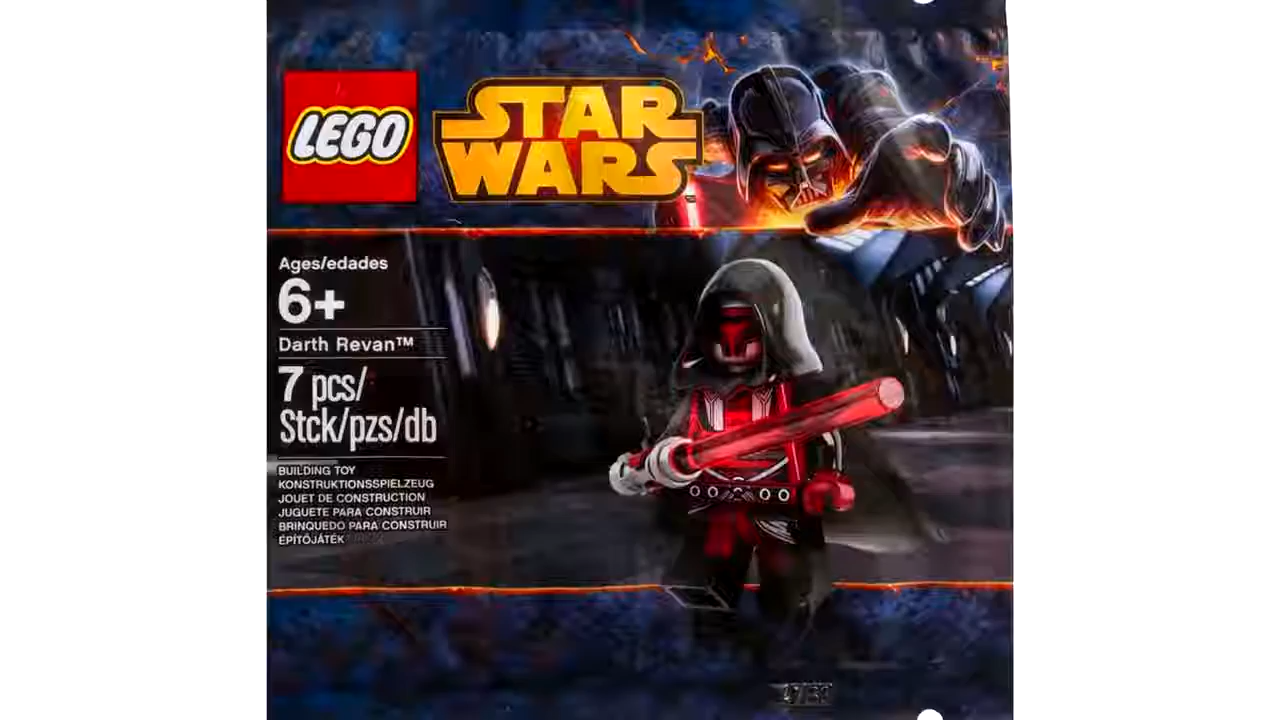 LEGO
STAR
WARS
Ages/edades
6+
Darth Revan™
7 pcs/
Stck/pzs/db
BUILDING TOY
KONSTRUKTIONSSPIELZEUG
JOUET DE CONSTRUCTION
JUGUETE PARA CONSTRUIR
BRINQUEDO PARA CONSTRUIR
ÉPÍTŐJÁTÉK